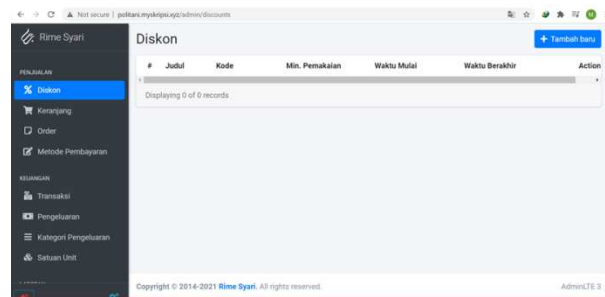 Not secure | politani.myskripsi.xyz/admin/discounts
Rime Syari
Diskon
+ Tambah baru
PENJUALAN
Diskon
Keranjang
Order
Metode Pembayaran
KEUANGAN
Transaksi
Pengeluaran
Kategori Pengeluaran
Satuan Unit
# Judul Kode Min. Pemakaian Waktu Mulai Waktu Berakhir Action
Displaying 0 of 0 records
Copyright © 2014-2021 Rime Syari. All rights reserved.
AdminLTE 3